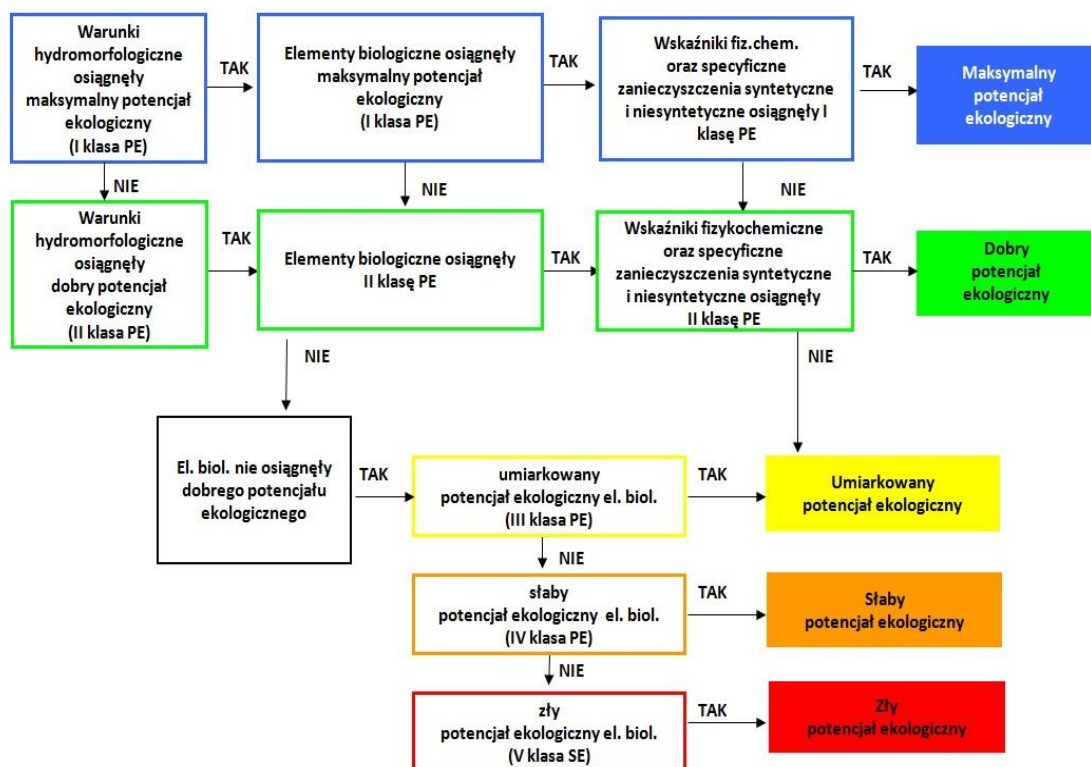 Warunki
hydromorfologiczne
osiągnęły
maksymalny potencjał
ekologiczny
(I klasa PE)
TAK
Elementy biologiczne osiągnęły
maksymalny potencjał
ekologiczny
(I klasa PE)
TAK
Wskaźniki fiz.chem.
oraz specyficzne
zanieczyszczenia syntetyczne
i niesyntetyczne osiągnęły I
klasę PE
TAK
Maksymalny
potencjał
ekologiczny
NIE
NIE
NIE
Warunki
hydromorfologiczne
osiągnęły
dobry potencjał
ekologiczny
(II klasa PE)
TAK
Elementy biologiczne osiągnęły
II klasę PE
TAK
Wskaźniki fizykochemiczne
oraz specyficzne
zanieczyszczenia syntetyczne
i niesyntetyczne osiągnęły
II klasę PE
TAK
Dobry
potencjał
ekologiczny
NIE
NIE
El. biol. nie osiągnęły
dobrego potencjału
ekologicznego
TAK
umiarkowany
potencjał ekologiczny el. biol.
(III klasa PE)
TAK
Umiarkowany
potencjał ekologiczny
NIE
słaby
potencjał ekologiczny el. biol.
(IV klasa PE)
TAK
Słaby
potencjał ekologiczny
NIE
zły
potencjał ekologiczny el. biol.
(V klasa SE)
TAK
Zły
potencjał ekologiczny